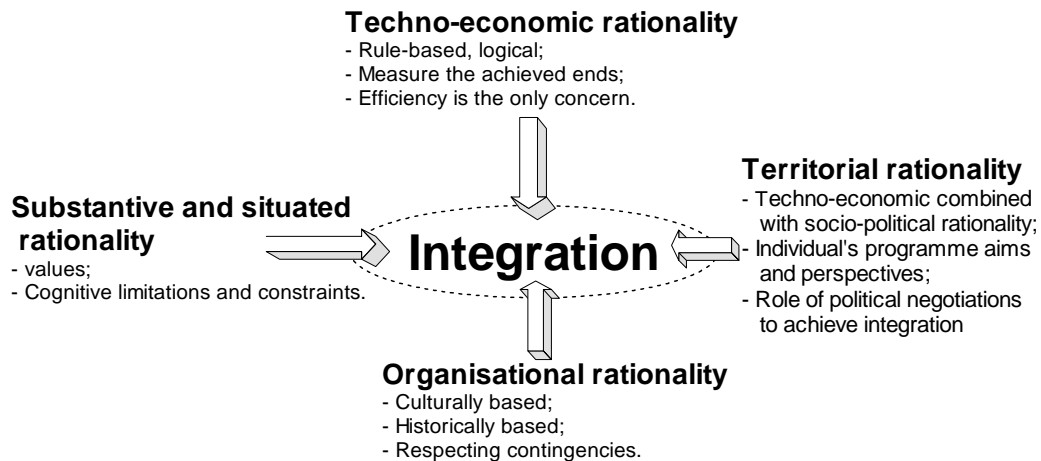 Techno-economic rationality
- Rule-based, logical;
- Measure the achieved ends;
- Efficiency is the only concern.
Substantive and situated
rationality
- values;
- Cognitive limitations and constraints.
Integration
Territorial rationality
- Techno-economic combined
with socio-political rationality;
- Individual's programme aims
and perspectives;
- Role of political negotiations
to achieve integration
Organisational rationality
- Culturally based;
- Historically based;
- Respecting contingencies.